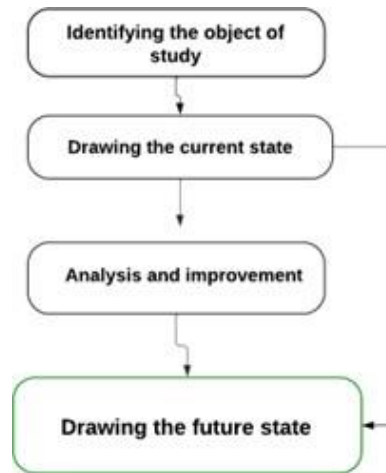 Identifying the object of
study
Drawing the current state
Analysis and improvement
Drawing the future state